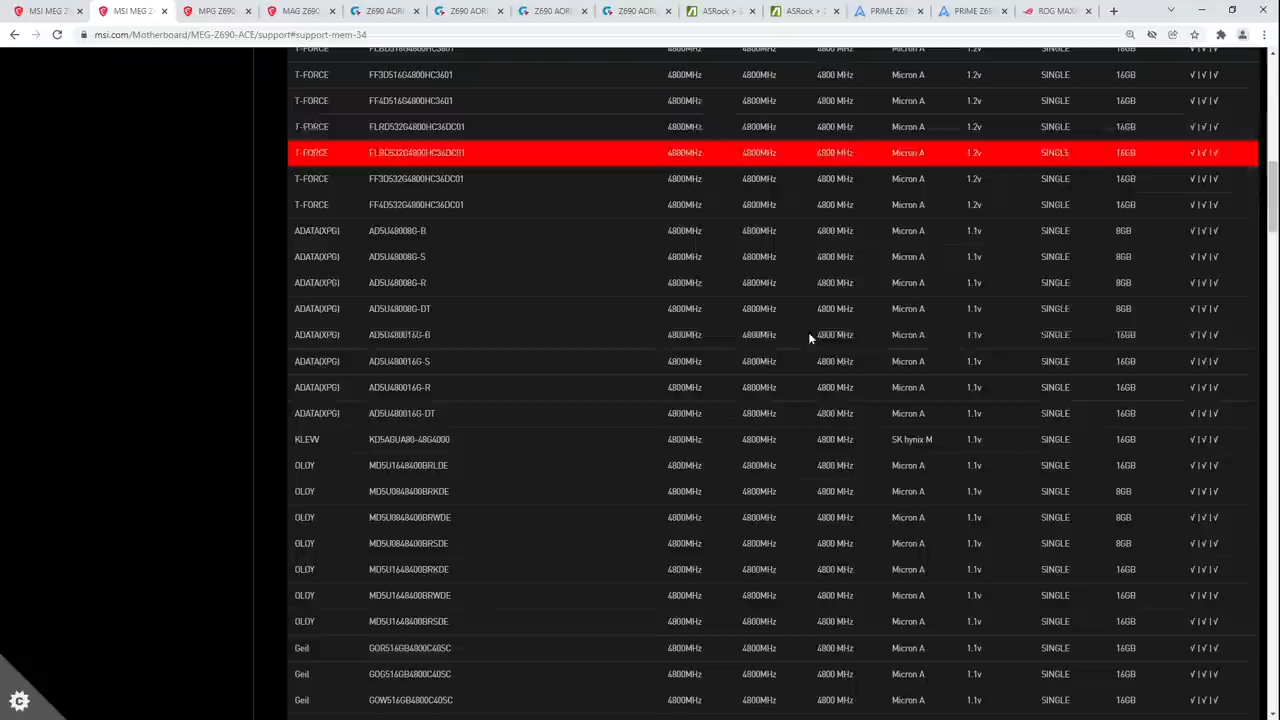 MSI MEG Z
MSI MEG Z
MPG Z690
MAG Z690
Z690 AOR
Z690 AOR
Z690 AOR
Z690 AOR
ASRock > S
ASRock > S
PRIME Z6
PRIME Z6
ROG MAX
msi.com/Motherboard/MEG-Z690-ACE/support#support-mem-34
T-FORCE FF3D516G4800HC3601 4800MHz 4800MHz 4800 MHz Micron A 1.2v SINGLE 16GB √ | √ | √
T-FORCE FF4D516G4800HC3601 4800MHz 4800MHz 4800 MHz Micron A 1.2v SINGLE 16GB √ | √ | √
T-FORCE FLRD532G4800HC36DC01 4800MHz 4800MHz 4800 MHz Micron A 1.2v SINGLE 16GB √ | √ | √
T-FORCE FLBD532G4800HC36DC01 4800MHz 4800MHz 4800 MHz Micron A 1.2v SINGLE 16GB √ | √ | √
T-FORCE FF3D532G4800HC36DC01 4800MHz 4800MHz 4800 MHz Micron A 1.2v SINGLE 16GB √ | √ | √
T-FORCE FF4D532G4800HC36DC01 4800MHz 4800MHz 4800 MHz Micron A 1.2v SINGLE 16GB √ | √ | √
ADATA(XPG) AD5U48008G-B 4800MHz 4800MHz 4800 MHz Micron A 1.1v SINGLE 8GB √ | √ | √
ADATA(XPG) AD5U48008G-S 4800MHz 4800MHz 4800 MHz Micron A 1.1v SINGLE 8GB √ | √ | √
ADATA(XPG) AD5U48008G-R 4800MHz 4800MHz 4800 MHz Micron A 1.1v SINGLE 8GB √ | √ | √
ADATA(XPG) AD5U48008G-DT 4800MHz 4800MHz 4800 MHz Micron A 1.1v SINGLE 8GB √ | √ | √
ADATA(XPG) AD5U480016G-B 4800MHz 4800MHz 4800 MHz Micron A 1.1v SINGLE 16GB √ | √ | √
ADATA(XPG) AD5U480016G-S 4800MHz 4800MHz 4800 MHz Micron A 1.1v SINGLE 16GB √ | √ | √
ADATA(XPG) AD5U480016G-R 4800MHz 4800MHz 4800 MHz Micron A 1.1v SINGLE 16GB √ | √ | √
ADATA(XPG) AD5U480016G-DT 4800MHz 4800MHz 4800 MHz Micron A 1.1v SINGLE 16GB √ | √ | √
KLEVV KD5AGUA80-48G4000 4800MHz 4800MHz 4800 MHz SK hynix M 1.1v SINGLE 16GB √ | √ | √
OLOY MD5U1648400BRLDE 4800MHz 4800MHz 4800 MHz Micron A 1.1v SINGLE 16GB √ | √ | √
OLOY MD5U0848400BRKDE 4800MHz 4800MHz 4800 MHz Micron A 1.1v SINGLE 8GB √ | √ | √
OLOY MD5U0848400BRWDE 4800MHz 4800MHz 4800 MHz Micron A 1.1v SINGLE 8GB √ | √ | √
OLOY MD5U0848400BRSDE 4800MHz 4800MHz 4800 MHz Micron A 1.1v SINGLE 8GB √ | √ | √
OLOY MD5U1648400BRKDE 4800MHz 4800MHz 4800 MHz Micron A 1.1v SINGLE 16GB √ | √ | √
OLOY MD5U1648400BRWDE 4800MHz 4800MHz 4800 MHz Micron A 1.1v SINGLE 16GB √ | √ | √
OLOY MD5U1648400BRSDE 4800MHz 4800MHz 4800 MHz Micron A 1.1v SINGLE 16GB √ | √ | √
Geil GOR516GB4800C40SC 4800MHz 4800MHz 4800 MHz Micron A 1.1v SINGLE 16GB √ | √ | √
Geil GOG516GB4800C40SC 4800MHz 4800MHz 4800 MHz Micron A 1.1v SINGLE 16GB √ | √ | √
Geil GOW516GB4800C40SC 4800MHz 4800MHz 4800 MHz Micron A 1.1v SINGLE 16GB √ | √ | √